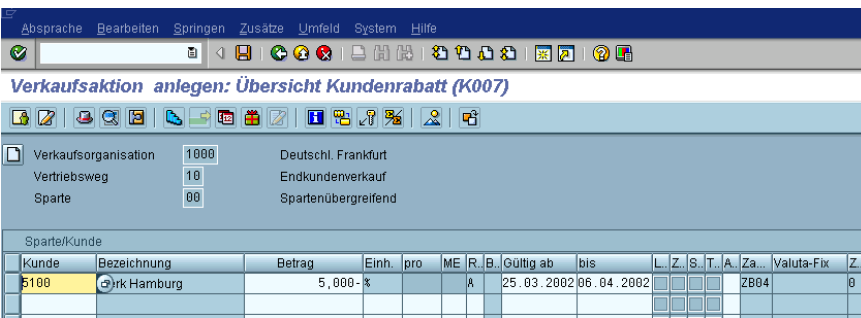 Absprache Bearbeiten Springen Zusätze Umfeld System Hilfe
Verkaufsaktion anlegen: Übersicht Kundenrabatt (K007)
Verkaufsorganisation 1000 Deutschl. Frankfurt
Vertriebsweg 10 Endkundenverkauf
Sparte 00 Spartenübergreifend
Sparte/Kunde
Kunde Bezeichnung Betrag Einh. pro ME R.. B.. Gültig ab bis L.. Z.. S.. T.. A.. Za... Valuta-Fix Z..
5100 erk Hamburg 5,000- % A 25.03.2002 06.04.2002 ZB04 0